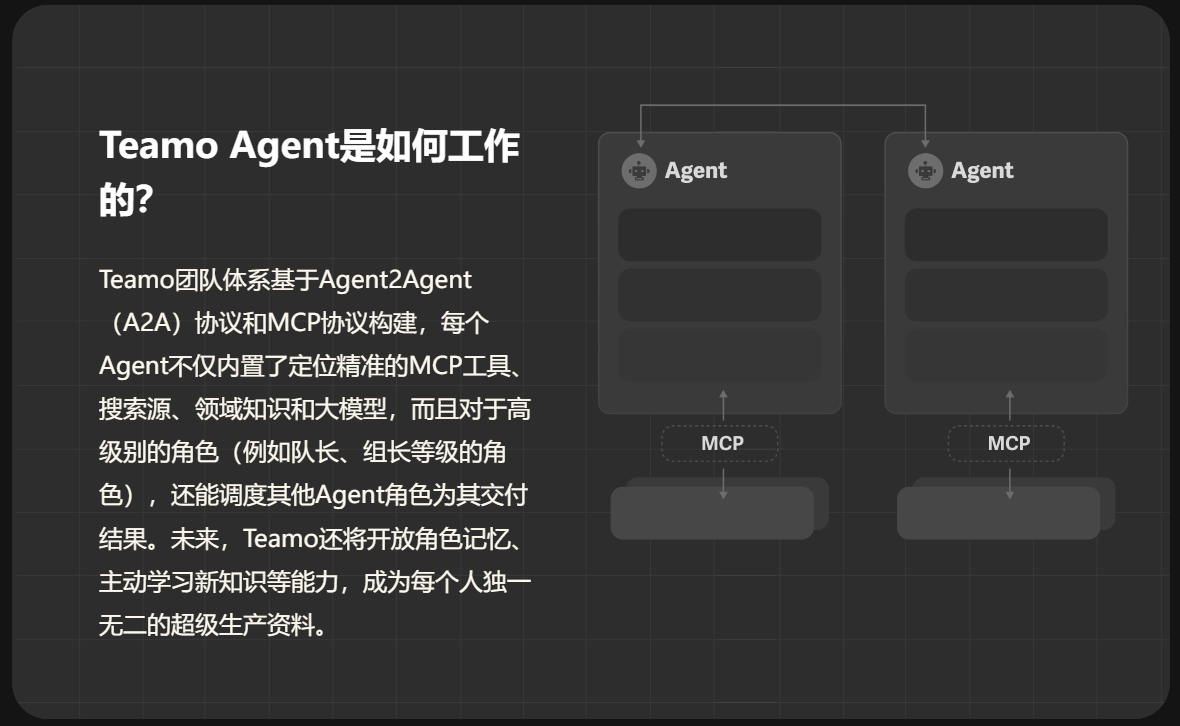 Teamo Agent是如何工作
的？
Teamo团队体系基于Agent2Agent
（A2A）协议和MCP协议构建，每个
Agent不仅内置了定位精准的MCP工具、
搜索源、领域知识和大模型，而且对于高
级别的角色（例如队长、组长等级的角
色），还能调度其他Agent角色为其交付
结果。未来，Teamo还将开放角色记忆、
主动学习新知识等能力，成为每个人独一
无二的超级生产资料。
Agent
Agent
MCP
MCP